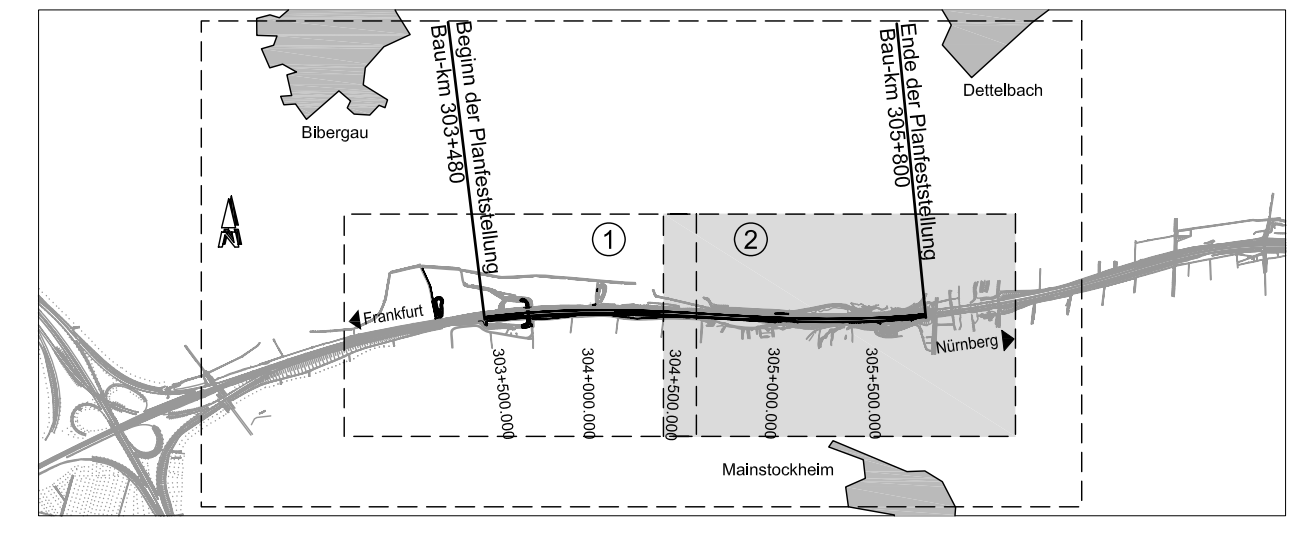 Beginn der Planfeststellung
Bau-km 303+480
Ende der Planfeststellung
Bau-km 305+800
Bibergau
Dettelbach
N
1
2
Frankfurt
Nürnberg
303+500.000
304+000.000
304+500.000
305+000.000
305+500.000
Mainstockheim